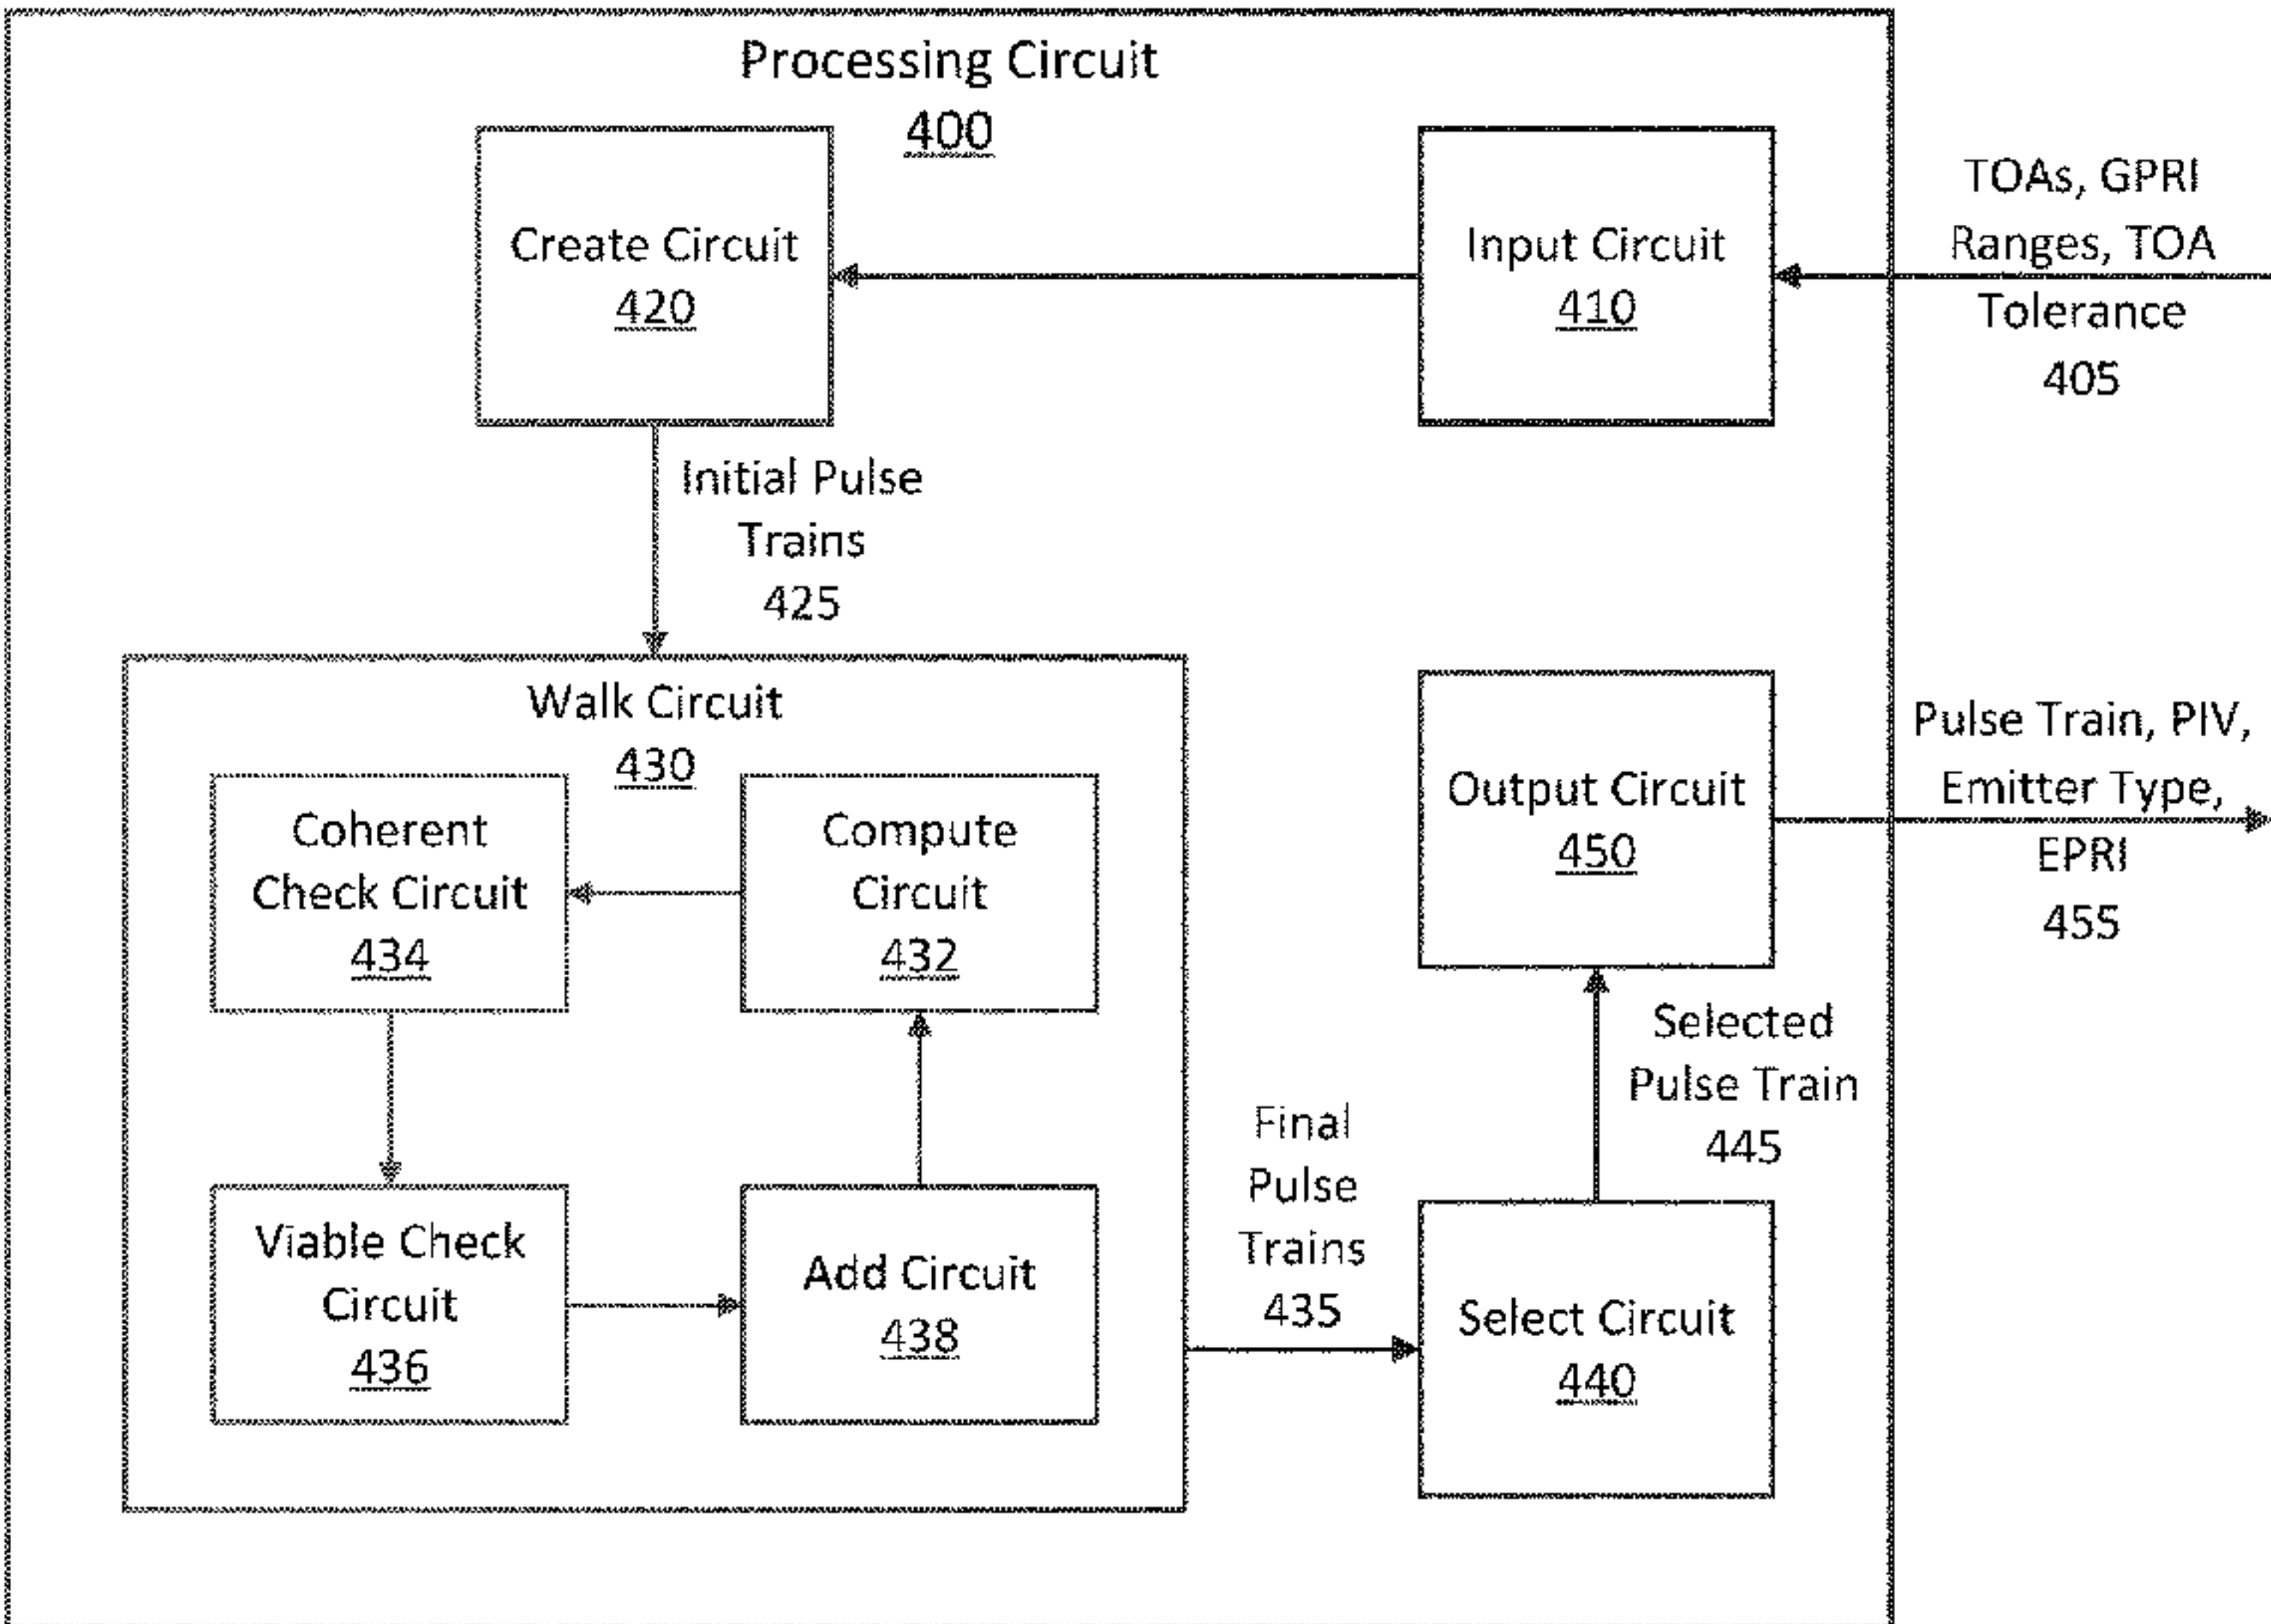 Processing Circuit
400
Create Circuit
420
Input Circuit
410
TOAs, GPRI
Ranges, TOA
Tolerance
405
Initial Pulse
Trains
425
Walk Circuit
430
Coherent
Check Circuit
434
Compute
Circuit
432
Viable Check
Circuit
436
Add Circuit
438
Final
Pulse
Trains
435
Select Circuit
440
Selected
Pulse Train
445
Output Circuit
450
Pulse Train, PIV,
Emitter Type,
EPRI
455